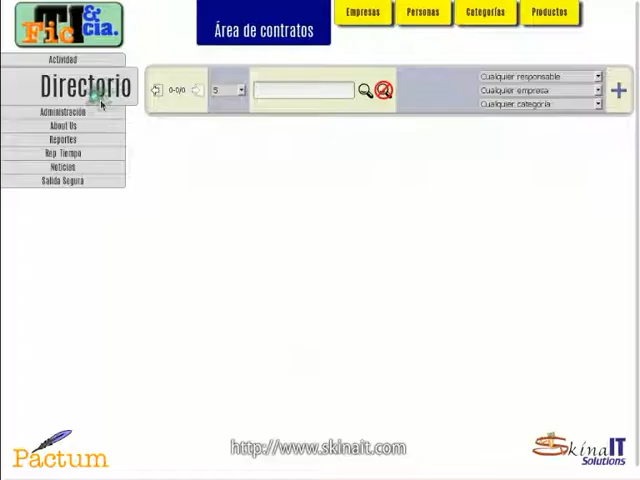 Fic TI & cia.
Área de contratos
Empresas
Personas
Categorías
Productos
Actividad
Directorio
Administración
About Us
Reportes
Rep Tiempo
Noticias
Salida Segura
0-0/0
5
Cualquier responsable
Cualquier empresa
Cualquier categoría
Pactum
http://www.skinait.com
SkinaIT
Solutions